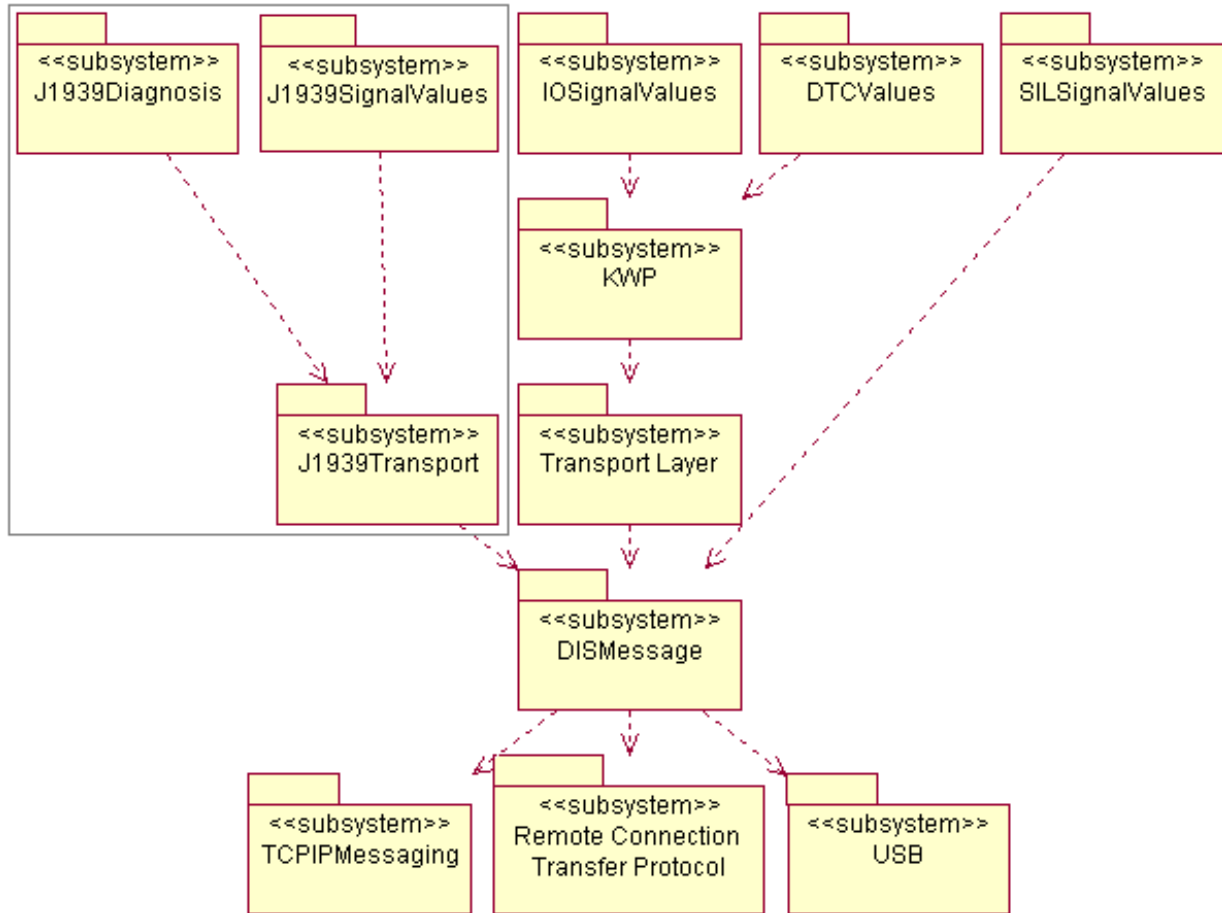 <<subsystem>>
J1939Diagnosis
<<subsystem>>
J1939SignalValues
<<subsystem>>
IOSignalValues
<<subsystem>>
DTCValues
<<subsystem>>
SILSignalValues
<<subsystem>>
KWP
<<subsystem>>
J1939Transport
<<subsystem>>
Transport Layer
<<subsystem>>
DISMessage
<<subsystem>>
TCPIPMessaging
<<subsystem>>
Remote Connection
Transfer Protocol
<<subsystem>>
USB